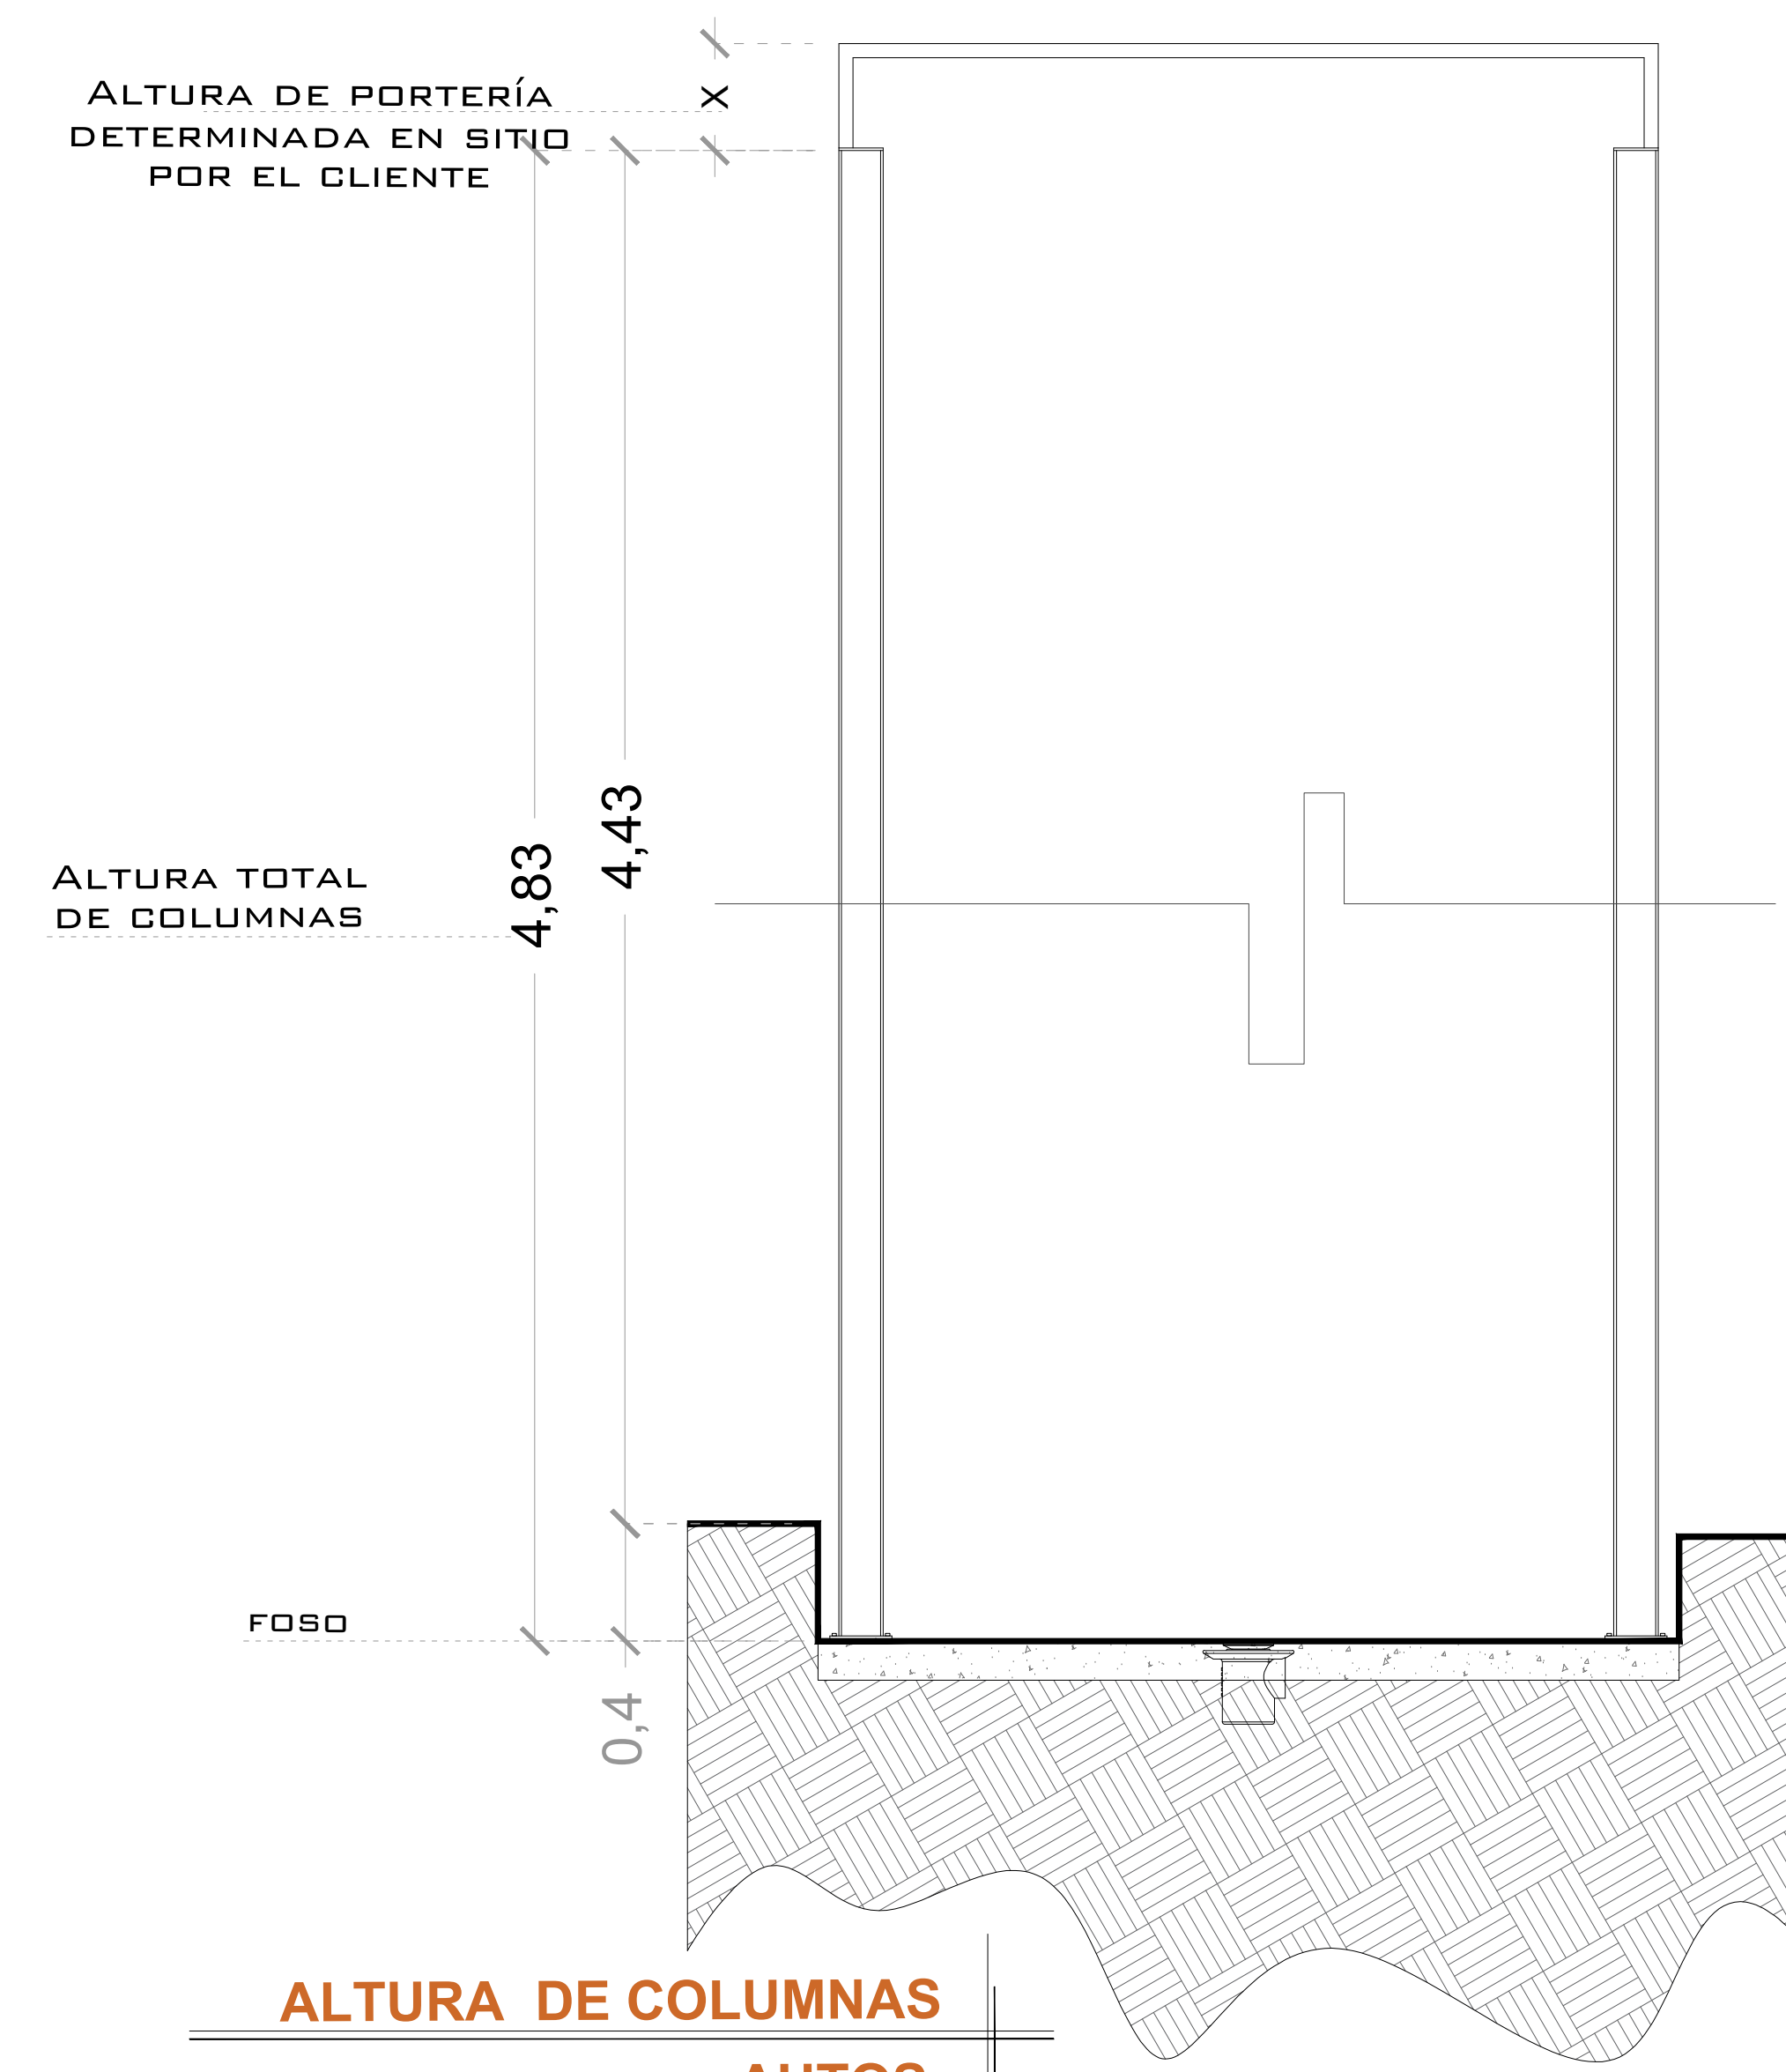 ALTURA DE PORTERÍA
DETERMINADA EN SITIO
POR EL CLIENTE
X
4,83
4,43
ALTURA TOTAL
DE COLUMNAS
FOSO
0,4
ALTURA DE COLUMNAS
AUTOS